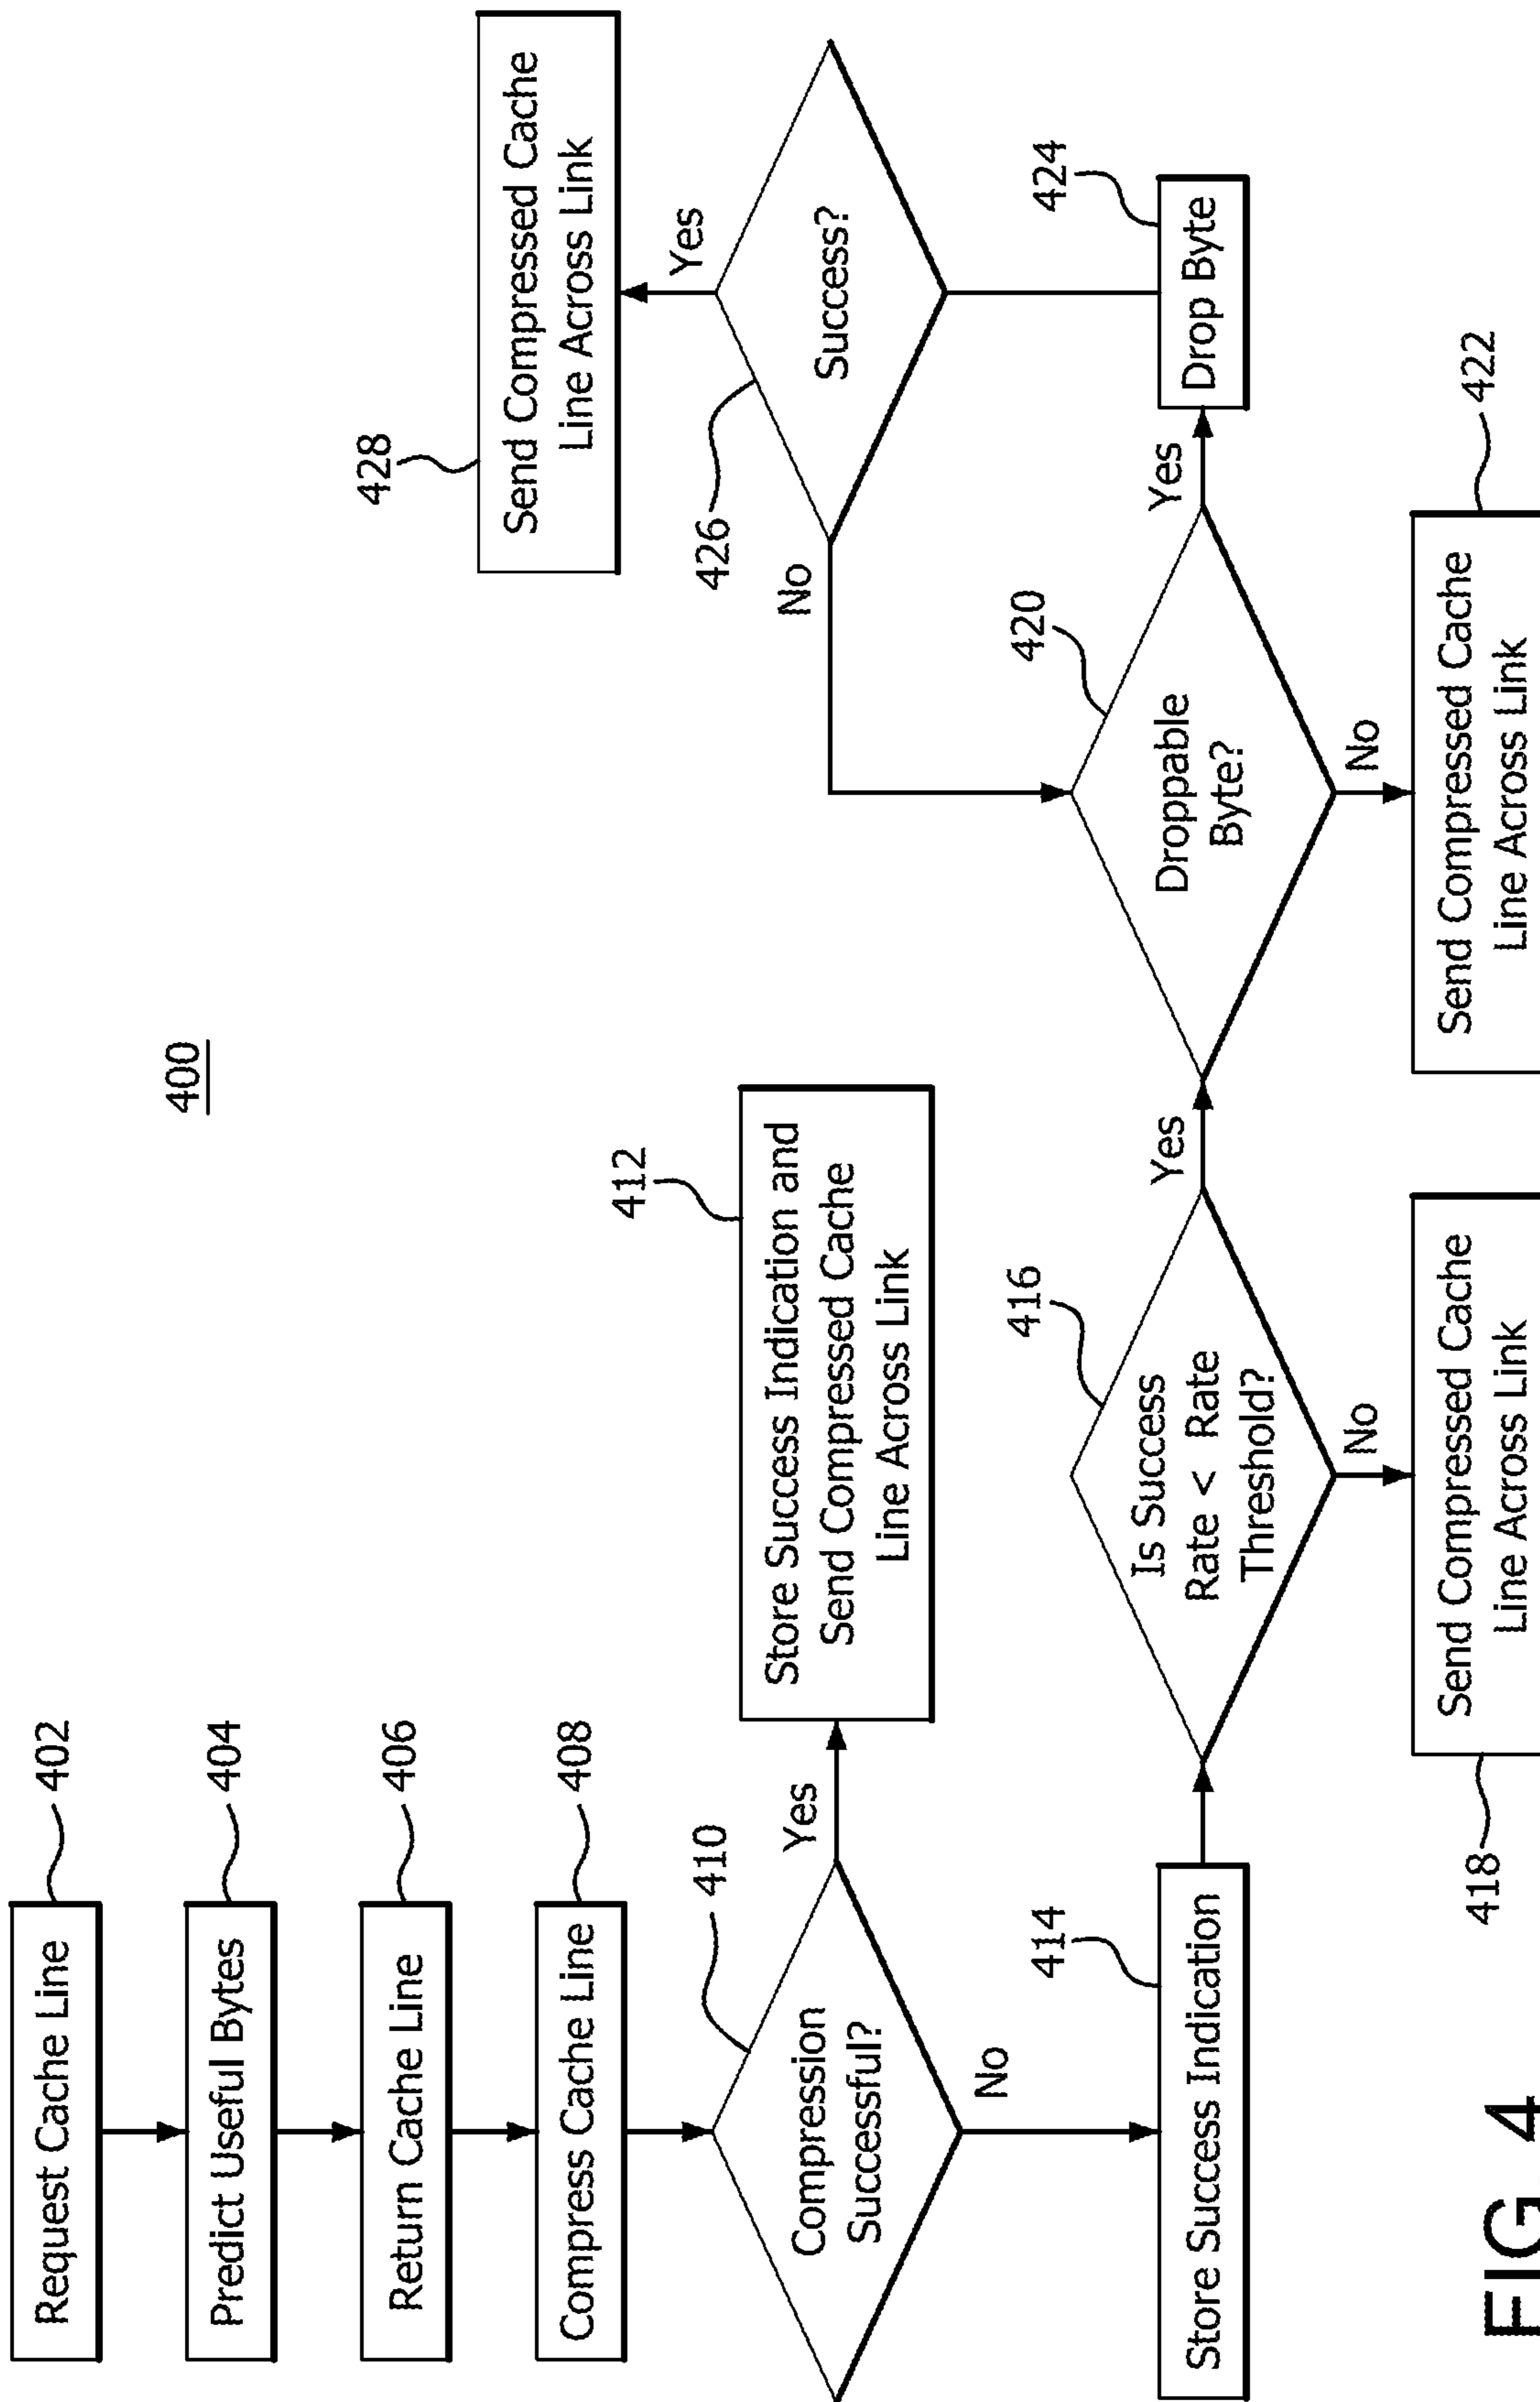 400
Request Cache Line
402
Predict Useful Bytes
404
Return Cache Line
406
Compress Cache Line
408
Compression
Successful?
410
Yes
No
Store Success Indication and
Send Compressed Cache
Line Across Link
412
Store Success Indication
414
Is Success
Rate < Rate
Threshold?
416
Yes
No
Send Compressed Cache
Line Across Link
418
Droppable
Byte?
420
Yes
No
Send Compressed Cache
Line Across Link
422
Drop Byte
424
Success?
426
Yes
No
Send Compressed Cache
Line Across Link
428
FIG 4